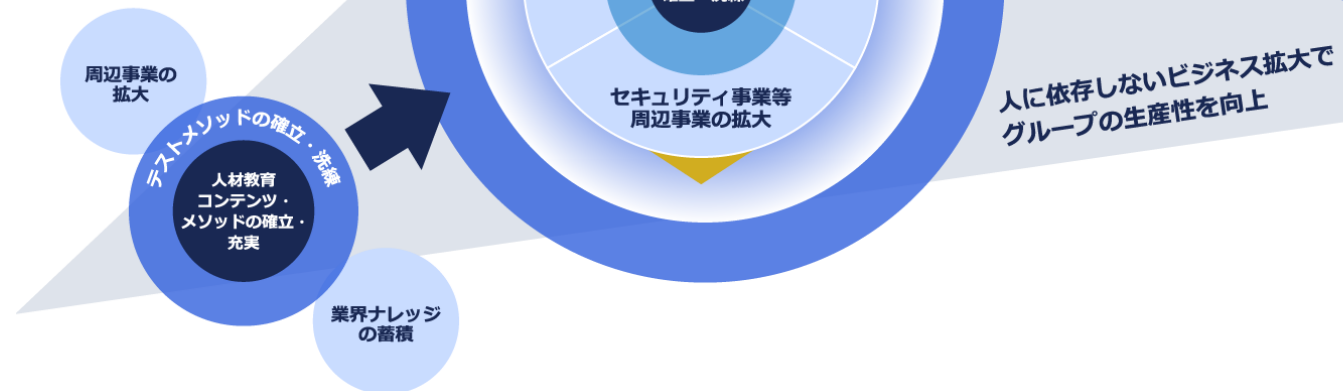 周辺事業の
拡大
テストメソッドの確立・洗練
人材教育
コンテンツ・
メソッドの確立・
充実
業界ナレッジ
の蓄積
セキュリティ事業等
周辺事業の拡大
人に依存しないビジネス拡大で
グループの生産性を向上